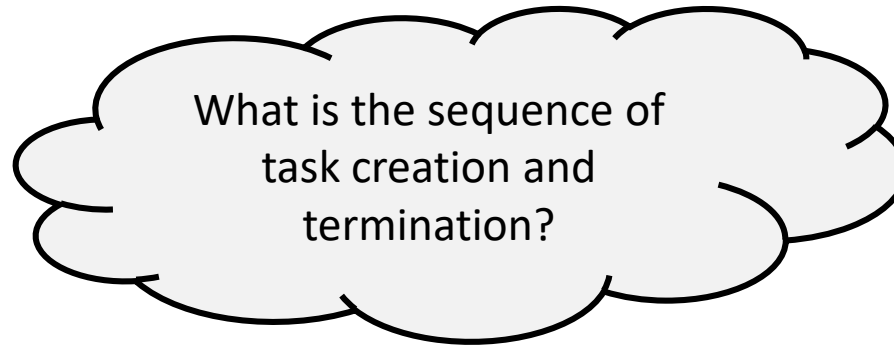 What is the sequence of
task creation and
termination?